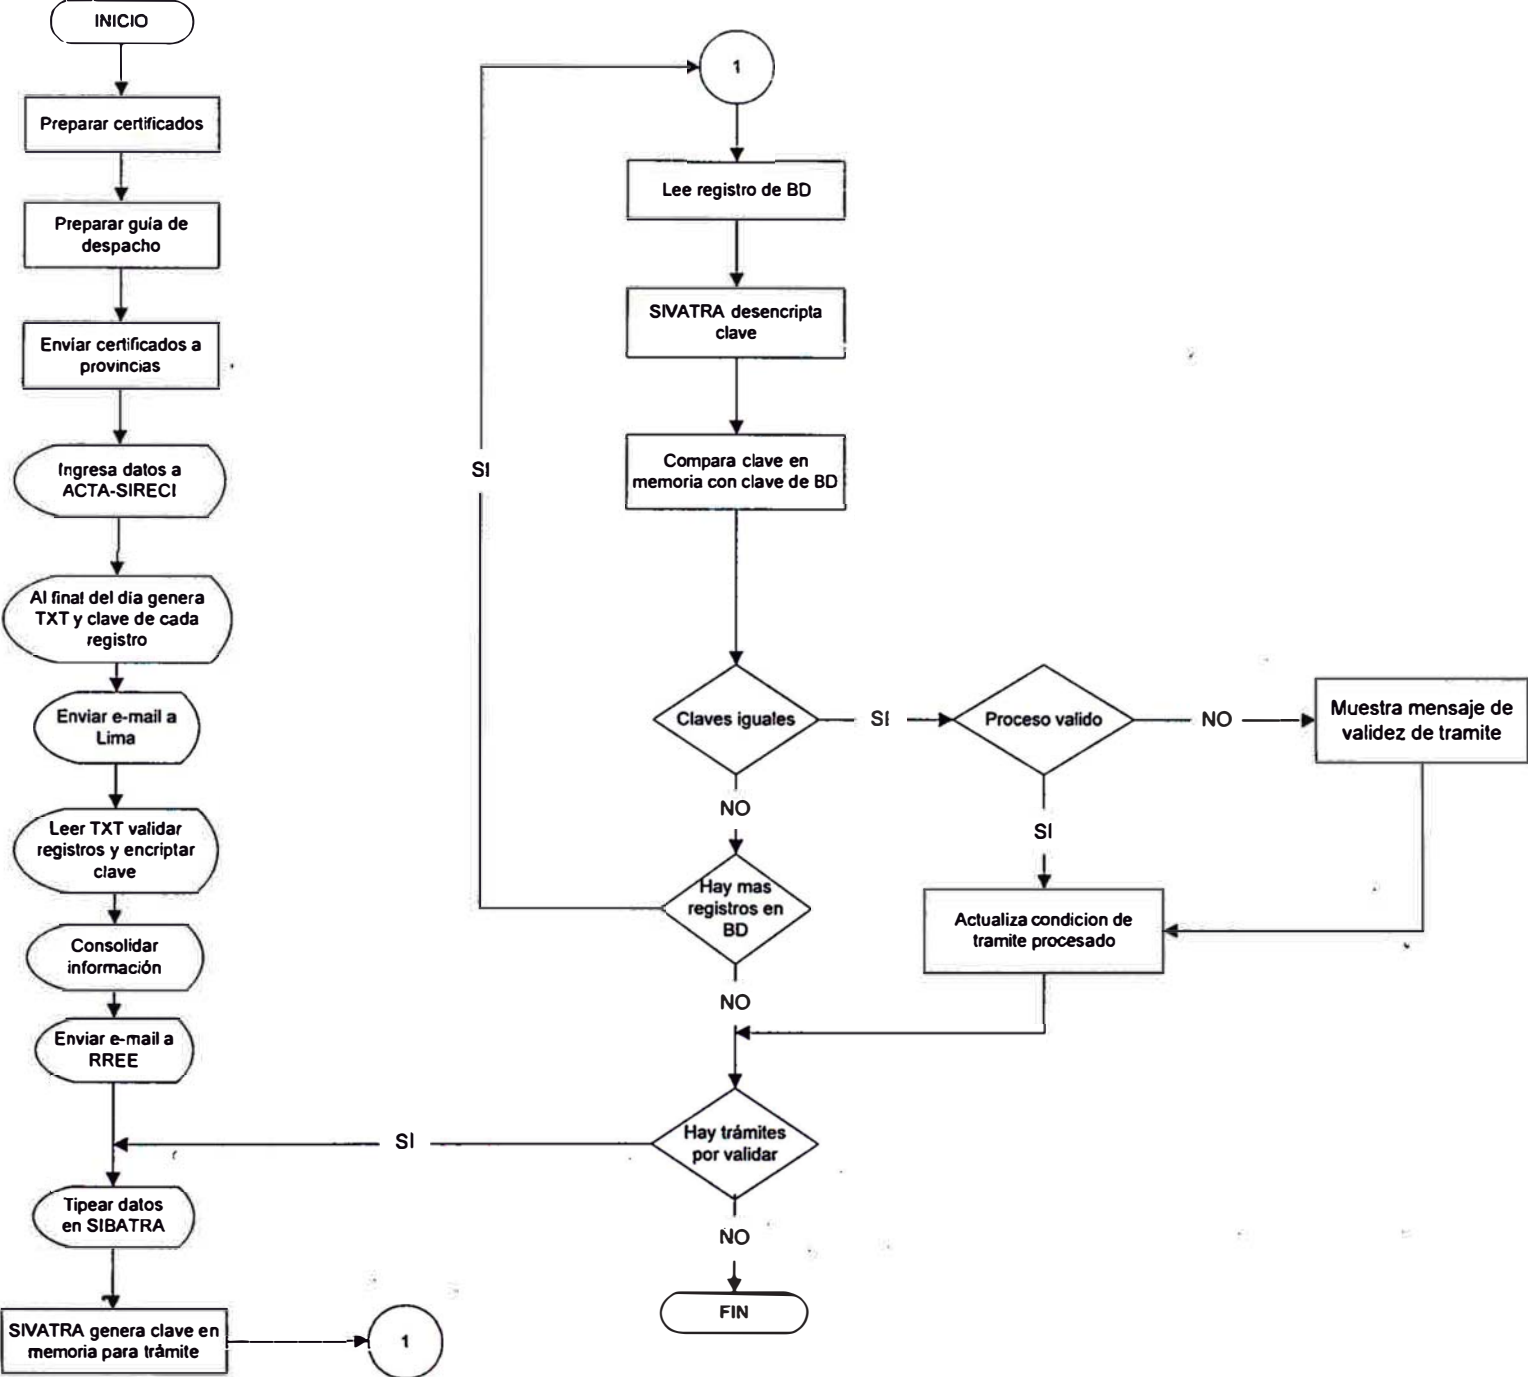 INICIO
Preparar certificados
Preparar guía de
despacho
Envíar certificados a
provincias
Ingresa datos a
ACTA-SIRECI
Al final del día genera
TXT y clave de cada
registro
Enviar e-mail a
Lima
Leer TXT validar
registros y encriptar
clave
Consolidar
información
Enviar e-mail a
RREE
Tipear datos
en SIBATRA
SIVATRA genera clave en
memoria para trámite
1
1
Lee registro de BD
SIVATRA desencripta
clave
Compara clave en
memoria con clave de BD
SI
Claves iguales
SI
Proceso valido
NO
Muestra mensaje de
validez de tramite
NO
SI
Hay mas
registros en
BD
Actualiza condicion de
tramite procesado
NO
Hay trámites
por validar
SI
NO
FIN